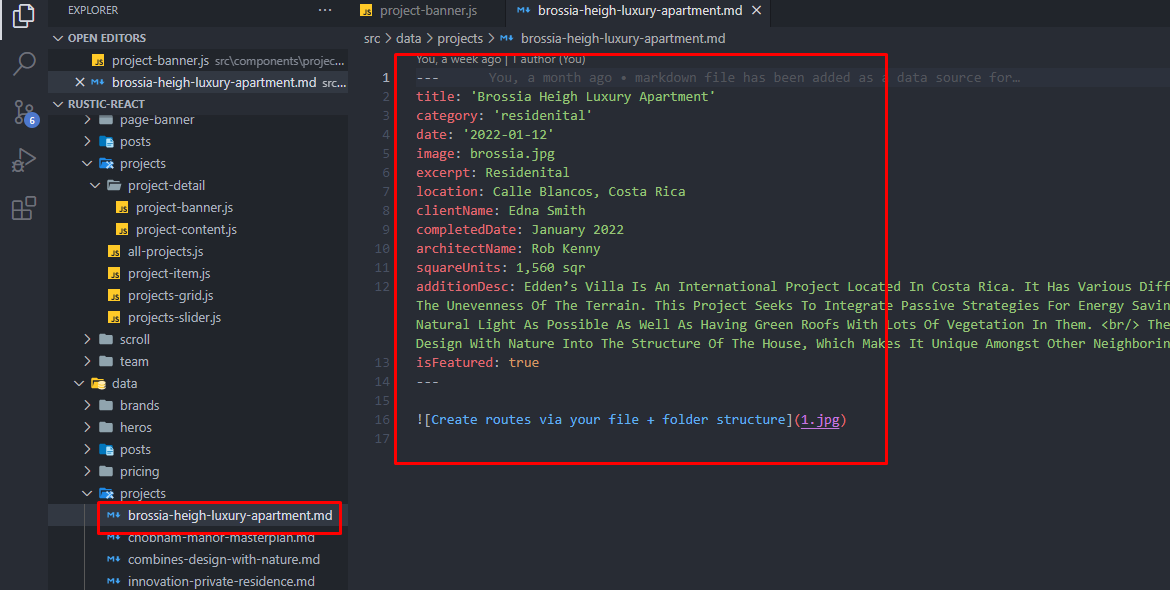 EXPLORER ...
OPEN EDITORS
project-banner.js src\components\projec...
brossia-heigh-luxury-apartment.md src...
RUSTIC-REACT
page-banner
posts
projects
project-detail
project-banner.js
project-content.js
all-projects.js
project-item.js
projects-grid.js
projects-slider.js
scroll
team
data
brands
heros
posts
pricing
projects
brossia-heigh-luxury-apartment.md
chobham-manor-masterplan.md
combines-design-with-nature.md
innovation-private-residence.md
6
project-banner.js brossia-heigh-luxury-apartment.md
src > data > projects > brossia-heigh-luxury-apartment.md
You, a week ago | 1 author (You)
1 --- You, a month ago • markdown file has been added as a data source for…
2 title: 'Brossia Heigh Luxury Apartment'
3 category: 'residenital'
4 date: '2022-01-12'
5 image: brossia.jpg
6 excerpt: Residenital
7 location: Calle Blancos, Costa Rica
8 clientName: Edna Smith
9 completedDate: January 2022
10 architectName: Rob Kenny
11 squareUnits: 1,560 sqr
12 additionDesc: Edden’s Villa Is An International Project Located In Costa Rica. It Has Various Diff
The Unevenness Of The Terrain. This Project Seeks To Integrate Passive Strategies For Energy Savin
Natural Light As Possible As Well As Having Green Roofs With Lots Of Vegetation In Them. <br/> The
Design With Nature Into The Structure Of The House, Which Makes It Unique Amongst Other Neighborin
13 isFeatured: true
14 ---
15
16 ![Create routes via your file + folder structure](1.jpg)
17